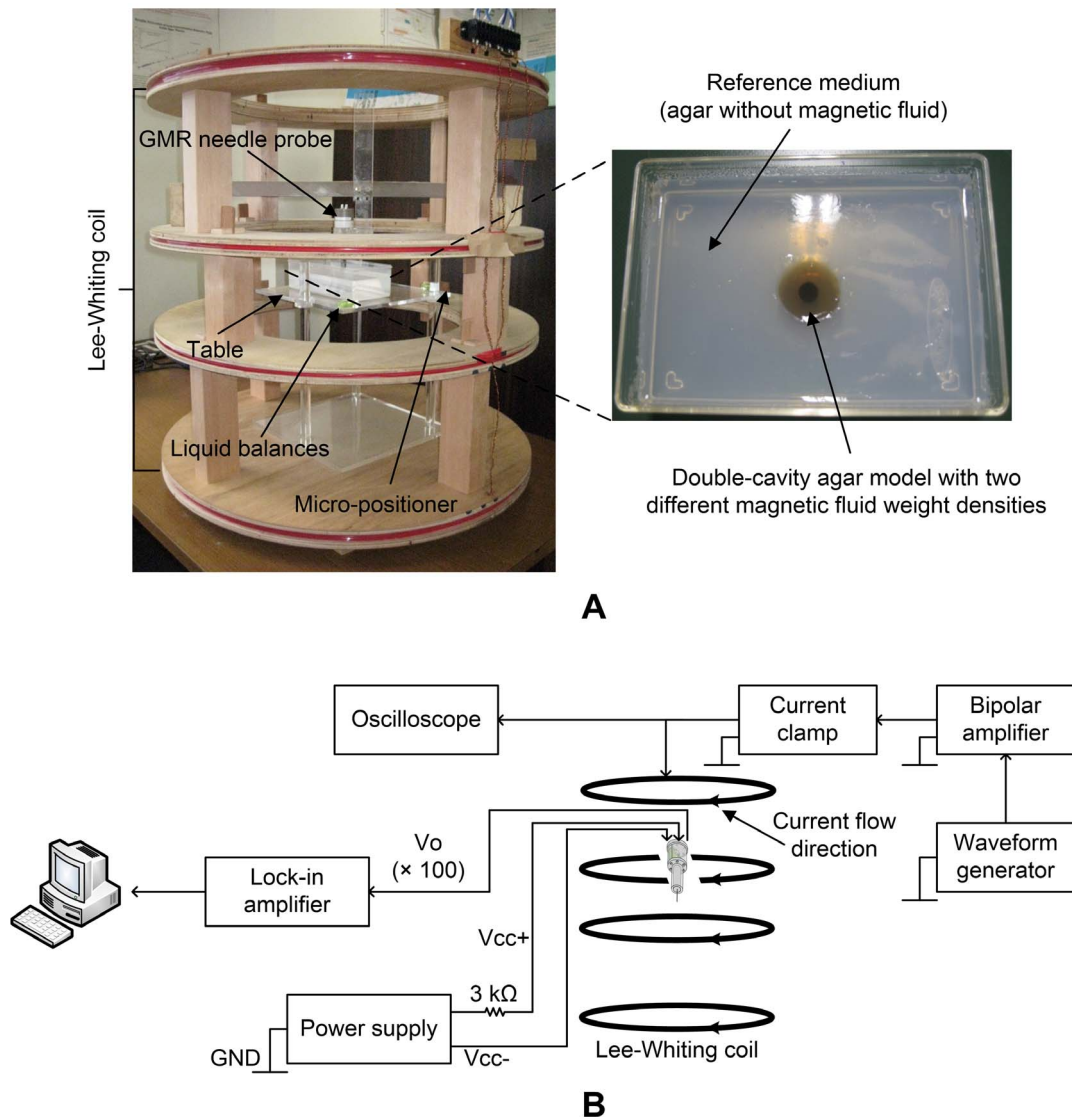 GMR needle probe
Lee-Whiting coil
Table
Liquid balances
Micro-positioner
Reference medium
(agar without magnetic fluid)
Double-cavity agar model with two
different magnetic fluid weight densities
A
Oscilloscope
Current
clamp
Bipolar
amplifier
Current flow
direction
Waveform
generator
Vo
(× 100)
Lock-in
amplifier
Vcc+
3 kΩ
Power supply
GND
Vcc-
Lee-Whiting coil
B